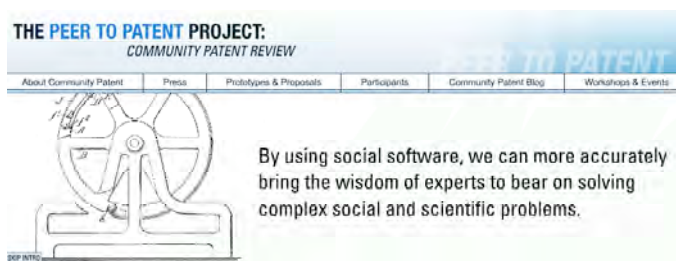 THE PEER TO PATENT PROJECT:
COMMUNITY PATENT REVIEW
PEER TO PATENT
About Community Patent Press Prototypes & Proposals Participants Community Patent Blog Workshops & Events
By using social software, we can more accurately
bring the wisdom of experts to bear on solving
complex social and scientific problems.
SKIP INTRO